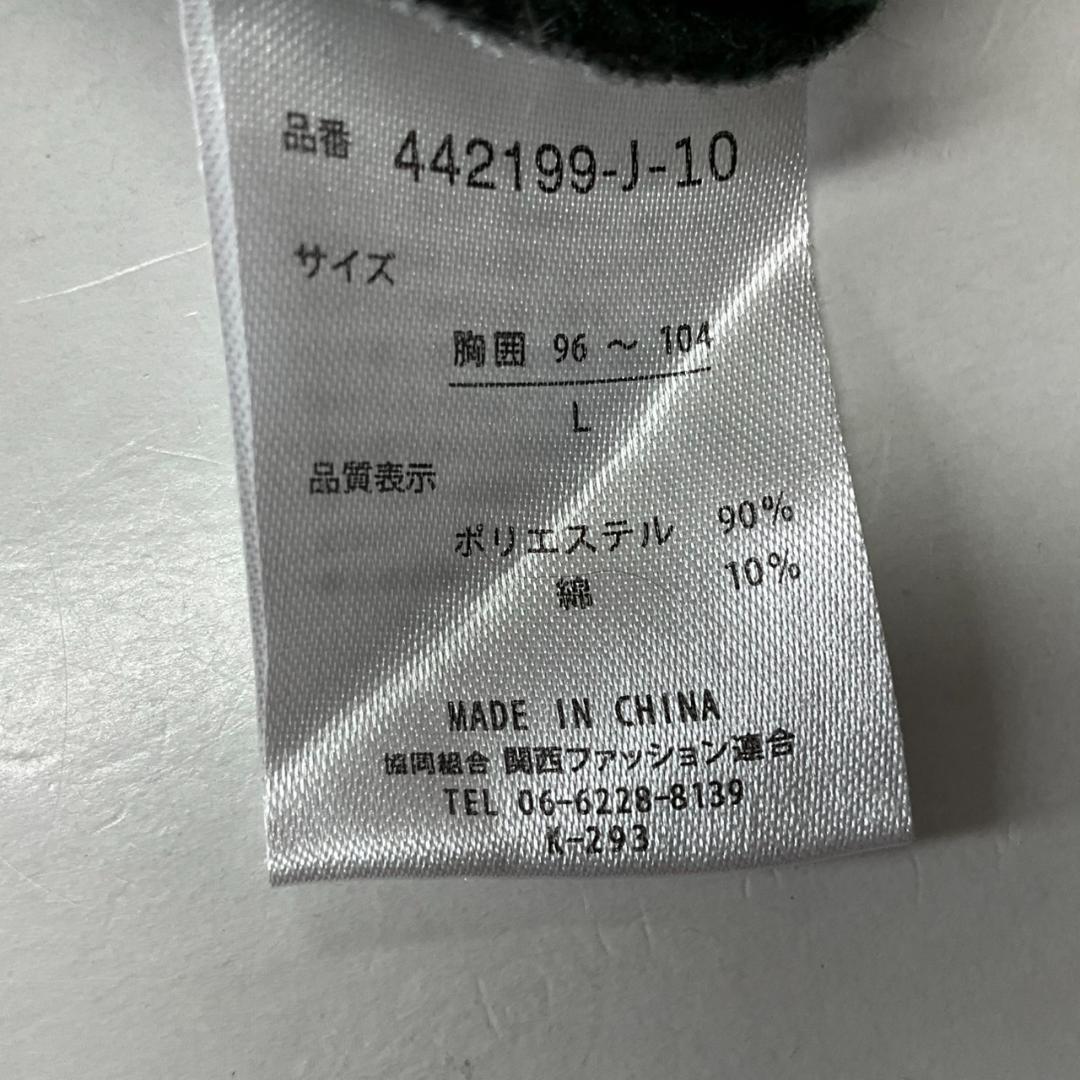 品番 442199-J-10
サイズ
胸囲 96 ～ 104
L
品質表示
ポリエステル 90%
綿 10%
MADE IN CHINA
協同組合 関西ファッション連合
TEL 06-6228-8139
K-293